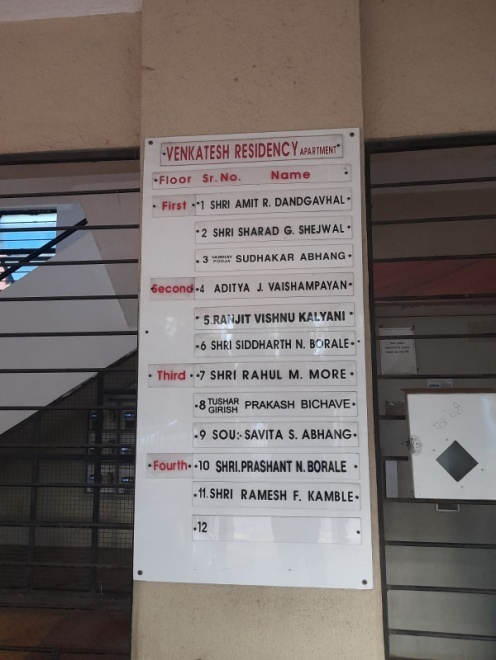 VENKATESH RESIDENCY APARTMENT
Floor Sr. No. Name
First 1 SHRI AMIT R. DANDGAVHAL
2 SHRI SHARAD G. SHEJWAL
3 POOJA SUDHAKAR ABHANG
Second 4 ADITYA J. VAISHAMPAYAN
5.RANJIT VISHNU KALYANI
6 SHRI SIDDHARTH N. BORALE
Third 7 SHRI RAHUL M. MORE
8 TUSHAR GIRISH PRAKASH BICHAVE
9 SOU:-SAVITA S. ABHANG
Fourth 10 SHRI.PRASHANT N.BORALE
11.SHRI RAMESH F. KAMBLE
12